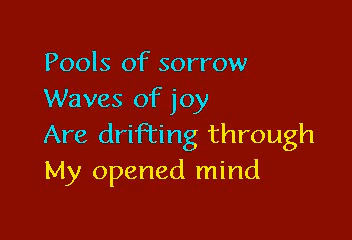 Pools of sorrow
Waves of joy
Are drifting through
My opened mind